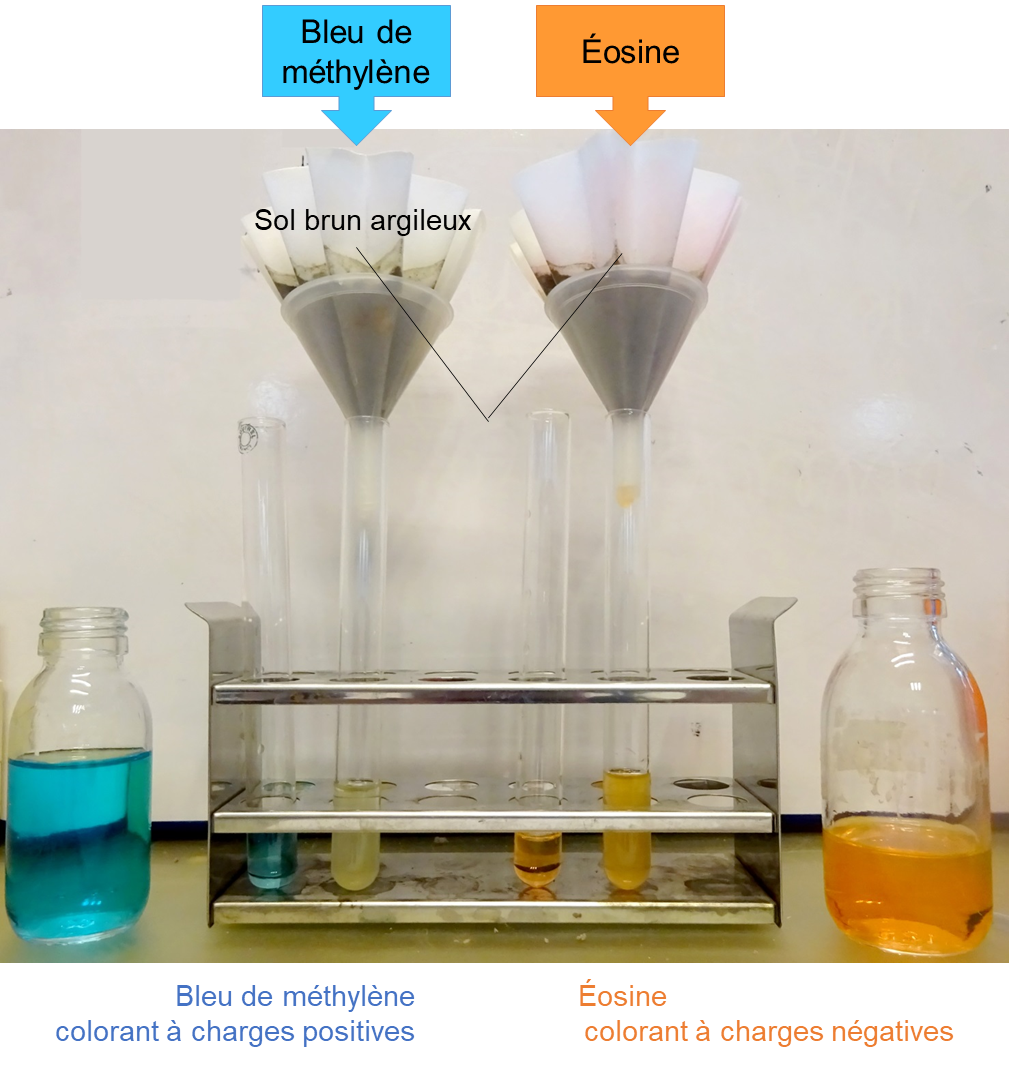 Bleu de
méthylène
Éosine
Sol brun argileux
Bleu de méthylène
colorant à charges positives
Éosine
colorant à charges négatives